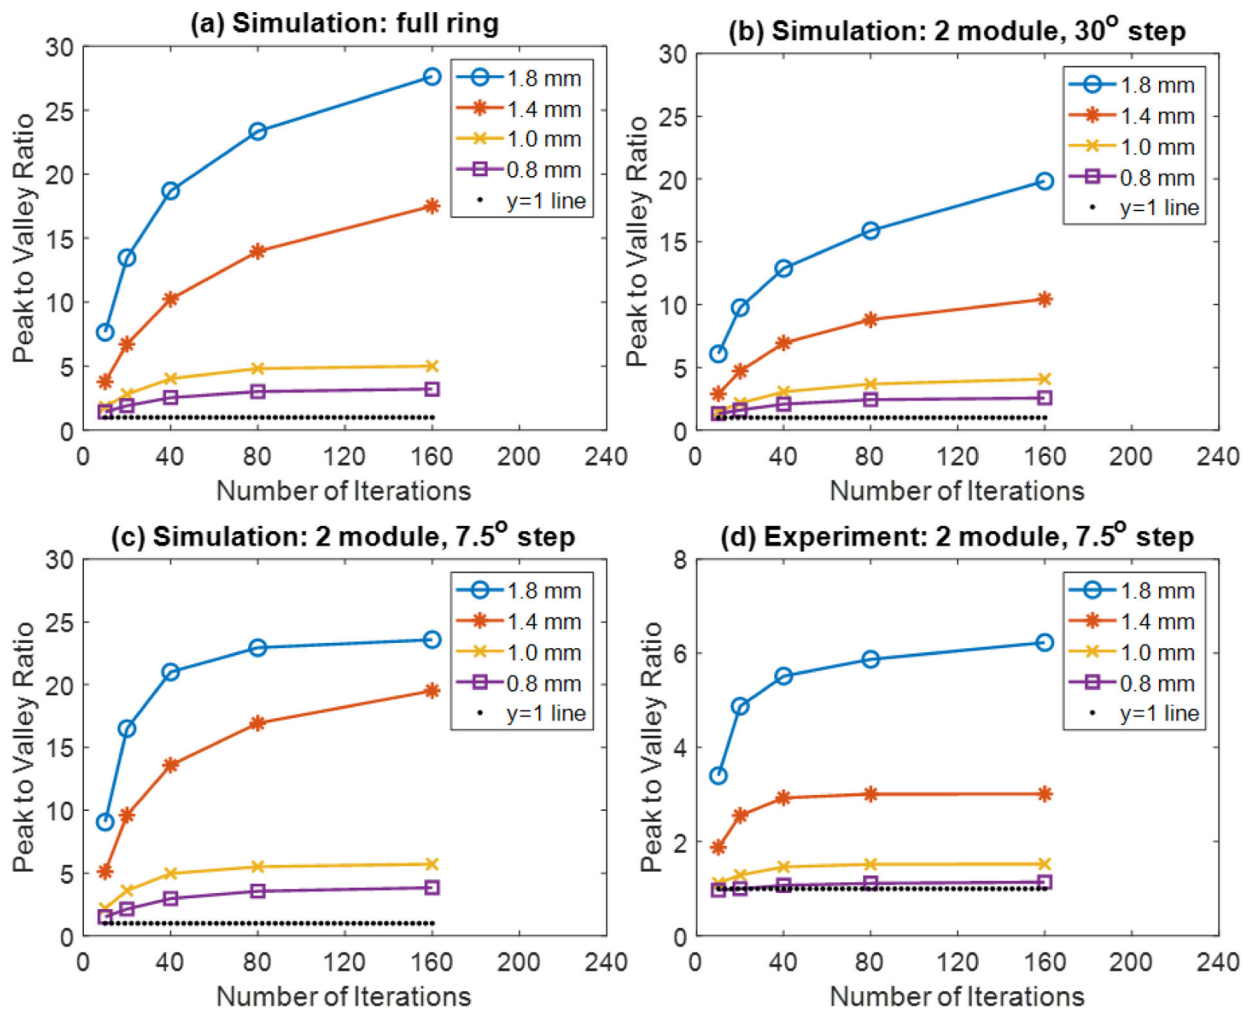 (a) Simulation: full ring
30
25
20
15
10
5
0
Peak to Valley Ratio
1.8 mm
1.4 mm
1.0 mm
0.8 mm
y=1 line
0 40 80 120 160 200 240
Number of Iterations
(b) Simulation: 2 module, 30° step
30
25
20
15
10
5
0
Peak to Valley Ratio
1.8 mm
1.4 mm
1.0 mm
0.8 mm
y=1 line
0 40 80 120 160 200 240
Number of Iterations
(c) Simulation: 2 module, 7.5° step
30
25
20
15
10
5
0
Peak to Valley Ratio
1.8 mm
1.4 mm
1.0 mm
0.8 mm
y=1 line
0 40 80 120 160 200 240
Number of Iterations
(d) Experiment: 2 module, 7.5° step
8
6
4
2
0
Peak to Valley Ratio
1.8 mm
1.4 mm
1.0 mm
0.8 mm
y=1 line
0 40 80 120 160 200 240
Number of Iterations